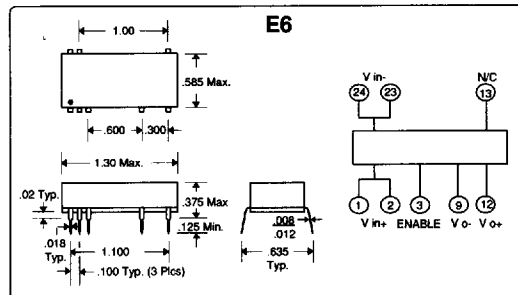 E6
1.00
.585 Max.
.600
.300
1.30 Max.
.02 Typ.
.375 Max
.125 Min.
.018
Typ.
1.100
.100 Typ. (3 Plcs)
.008
.012
.635
Typ.
V in-
N/C
24
23
13
1
2
3
9
12
V in+
ENABLE
V o-
V o+